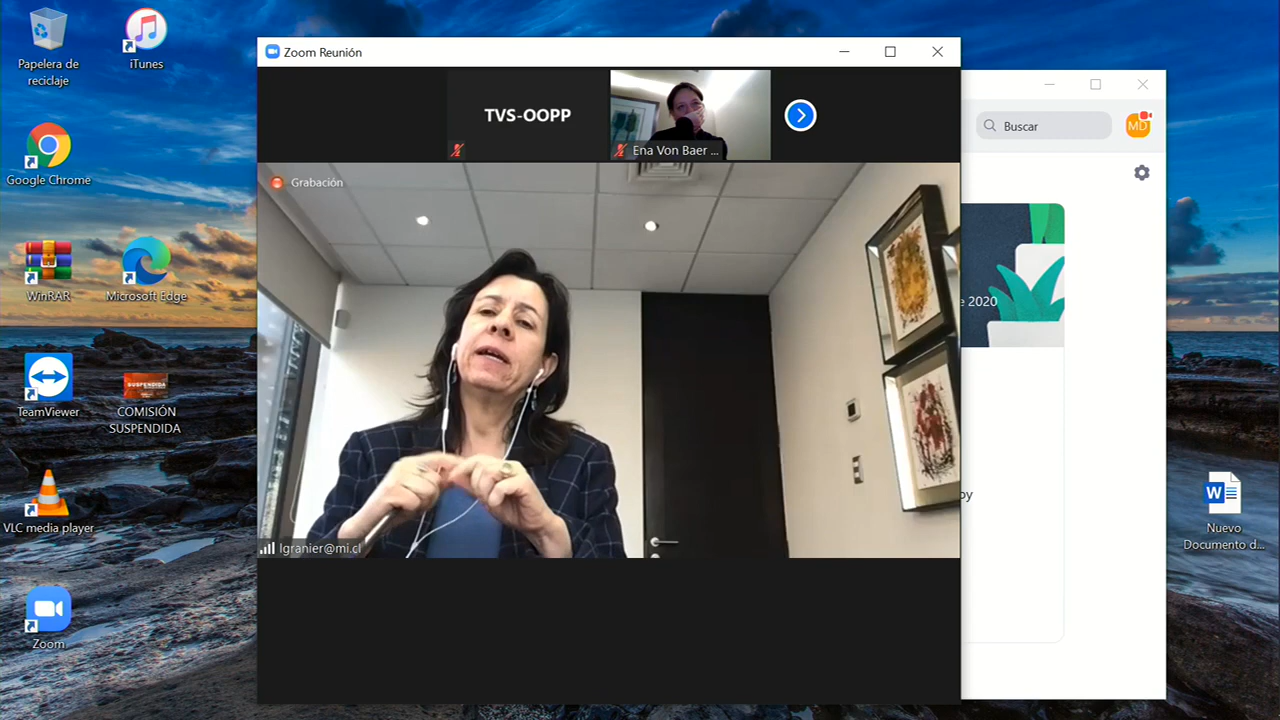 Papelera de
reciclaje
iTunes
Google Chrome
WinRAR
Microsoft Edge
TeamViewer
SUSPENDIDA
COMISIÓN
SUSPENDIDA
VLC media player
Zoom
Zoom Reunión
TVS-OOPP
Ena Von Baer ...
Grabación
lgranier@mi.cl
Buscar
MD
e 2020
oy
W
Nuevo
Documento d...